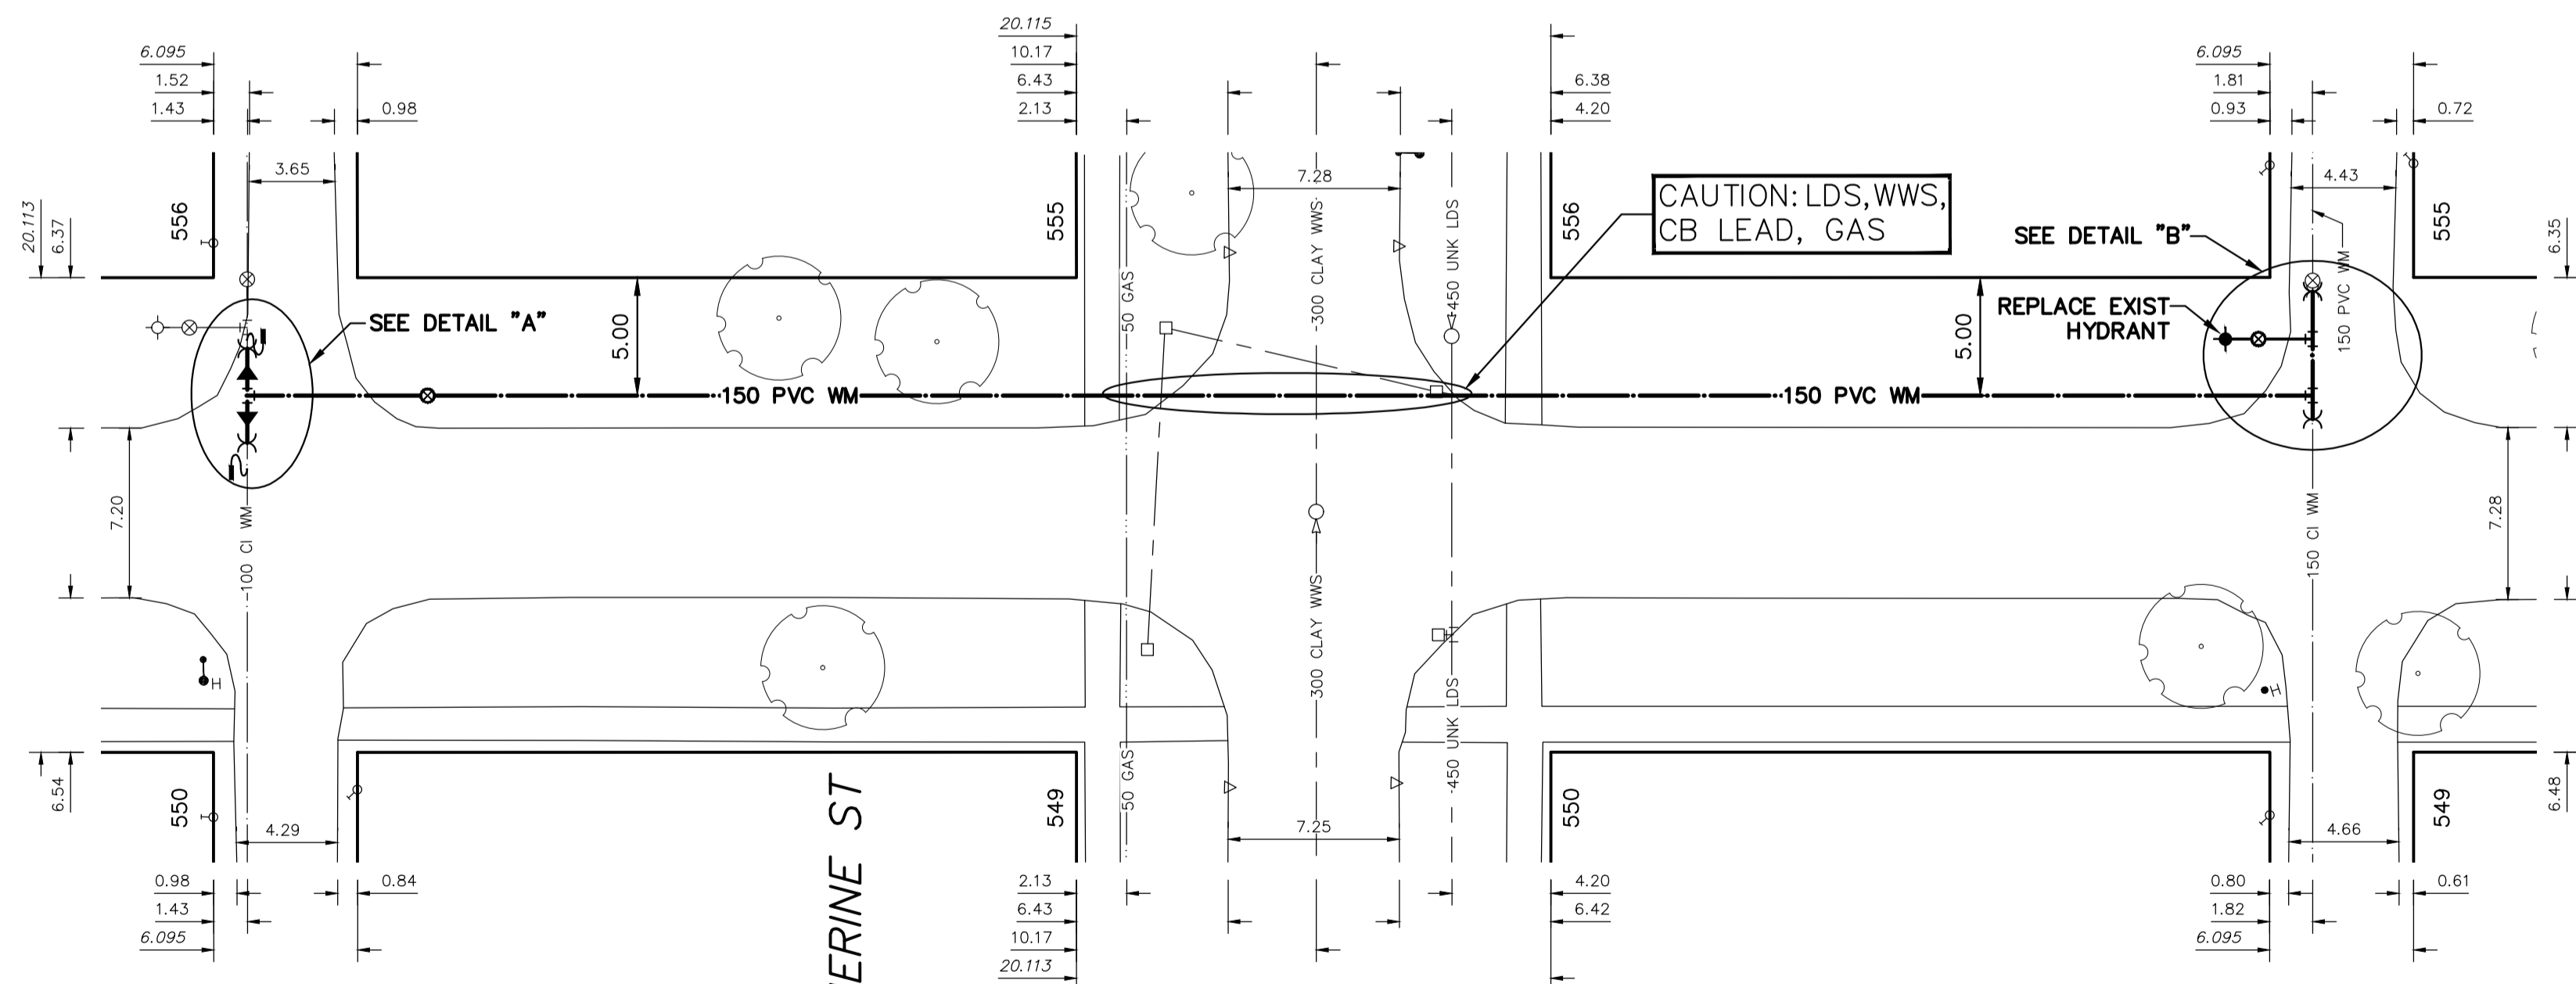 20.115
6.095
10.17
6.095
1.52
6.43
6.38
1.81
1.43
0.98
2.13
4.20
0.93
0.72
3.65
7.28
4.43
CAUTION: LDS,WWS,
CB LEAD, GAS
20.113
6.37
556
555
556
555
6.35
300 CLAY WWS
450 UNK LDS
SEE DETAIL "B"
150 PVC WM
50 GAS
REPLACE EXIST
HYDRANT
SEE DETAIL "A"
5.00
5.00
150 PVC WM
150 PVC WM
7.20
100 CI WM
150 CI WM
7.28
300 CLAY WWS
H
H
450 UNK LDS
50 GAS
6.54
550
549
550
549
6.48
ERINE ST
4.29
7.25
4.66
0.98
0.84
2.13
4.20
0.80
0.61
1.43
6.43
6.42
1.82
6.095
10.17
6.095
20.113